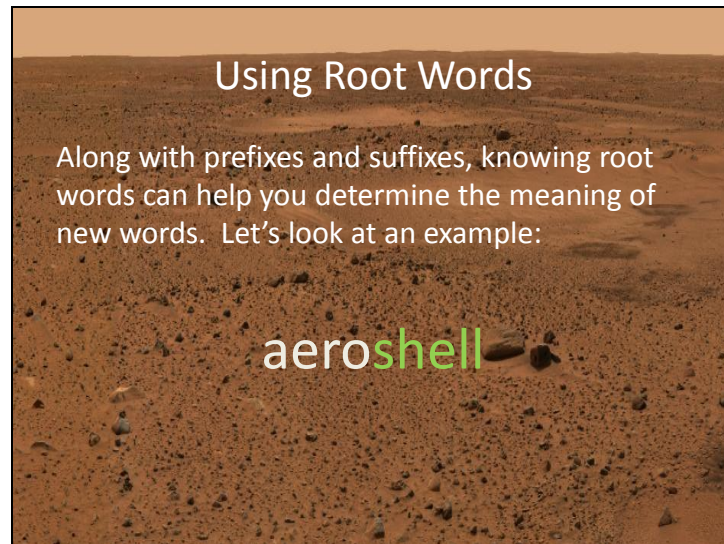 Using Root Words
Along with prefixes and suffixes, knowing root
words can help you determine the meaning of
new words.  Let’s look at an example:
aeroshell